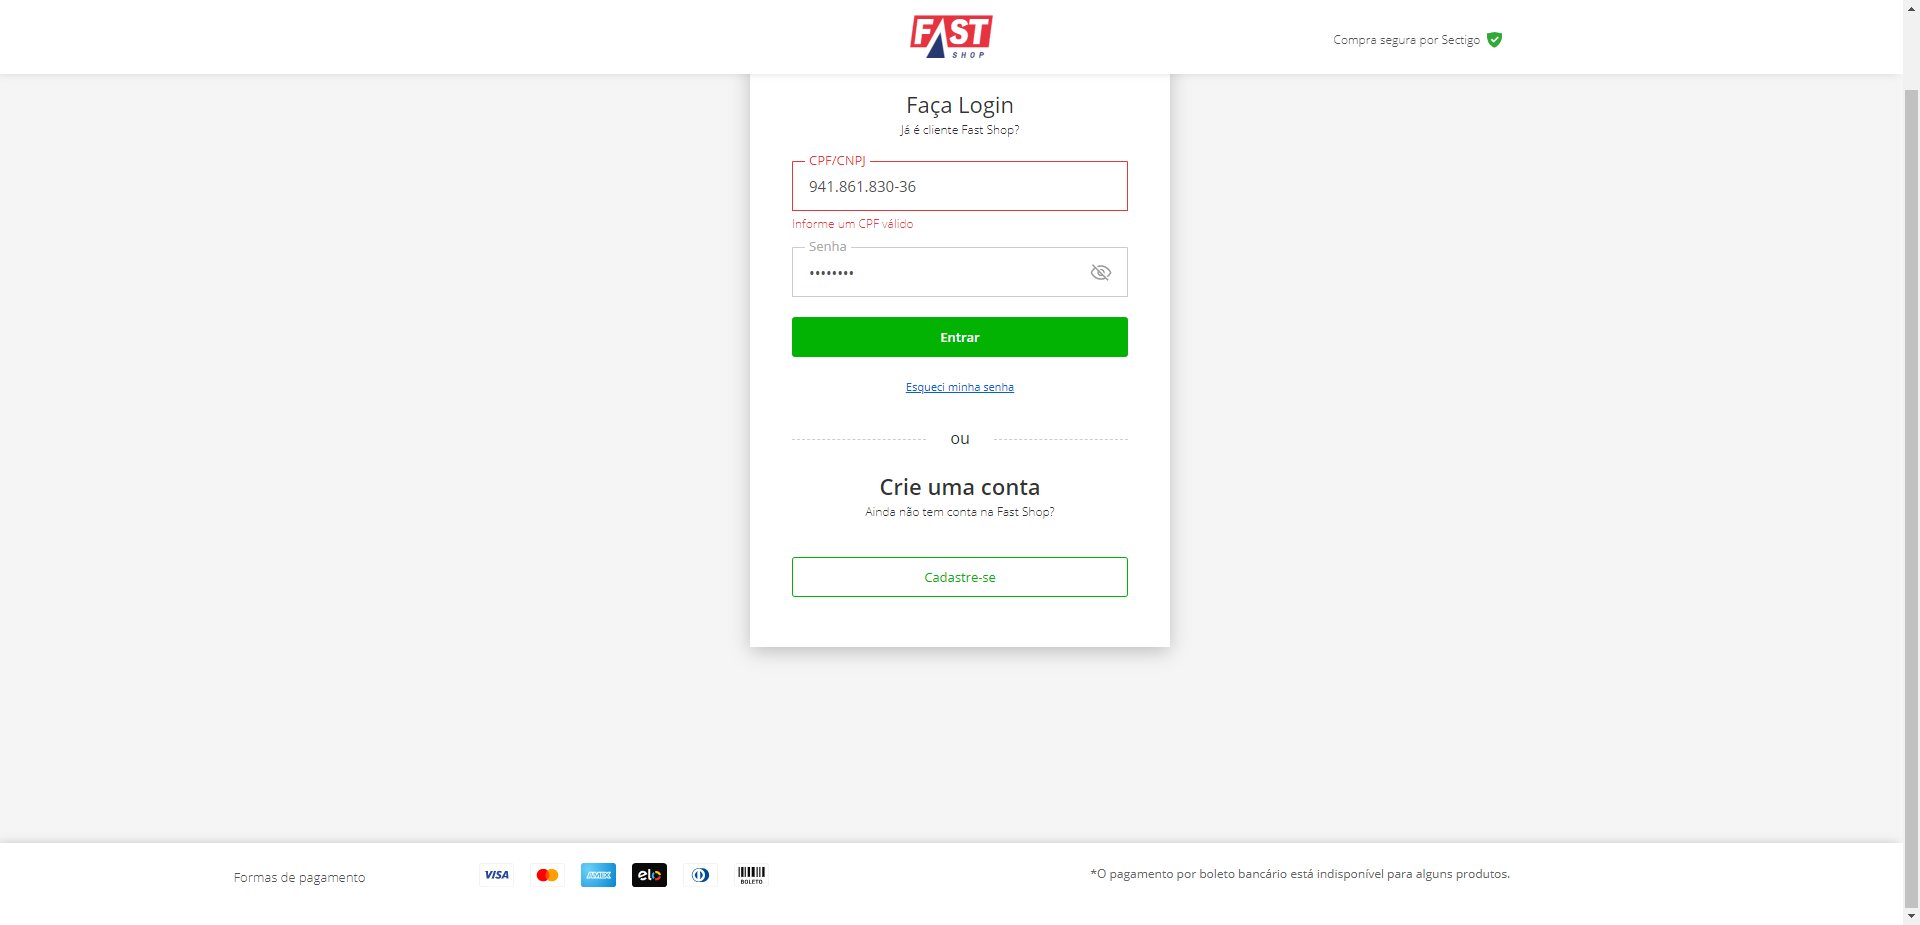 FAST
SHOP
Compra segura por Sectigo
Faça Login
Já é cliente Fast Shop?
CPF/CNPJ
941.861.830-36
Informe um CPF válido
Senha
••••••••
Entrar
Esqueci minha senha
ou
Crie uma conta
Ainda não tem conta na Fast Shop?
Cadastre-se
Formas de pagamento
VISA
AMEX
elo
BOLETO
*O pagamento por boleto bancário está indisponível para alguns produtos.